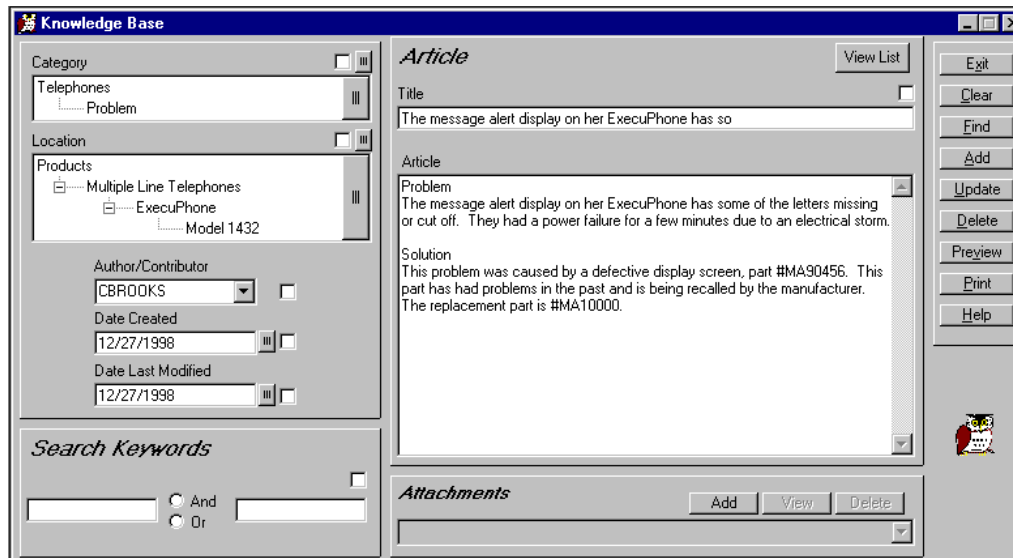 Knowledge Base
Category
Telephones
Problem
Location
Products
Multiple Line Telephones
ExecuPhone
Model 1432
Author/Contributor
CBROOKS
Date Created
12/27/1998
Date Last Modified
12/27/1998
Search Keywords
And
Or
Article
View List
Title
The message alert display on her ExecuPhone has so
Article
Problem
The message alert display on her ExecuPhone has some of the letters missing
or cut off.  They had a power failure for a few minutes due to an electrical storm.
Solution
This problem was caused by a defective display screen, part #MA90456.  This
part has had problems in the past and is being recalled by the manufacturer.
The replacement part is #MA10000.
Attachments
Add
View
Delete
Exit
Clear
Find
Add
Update
Delete
Preview
Print
Help